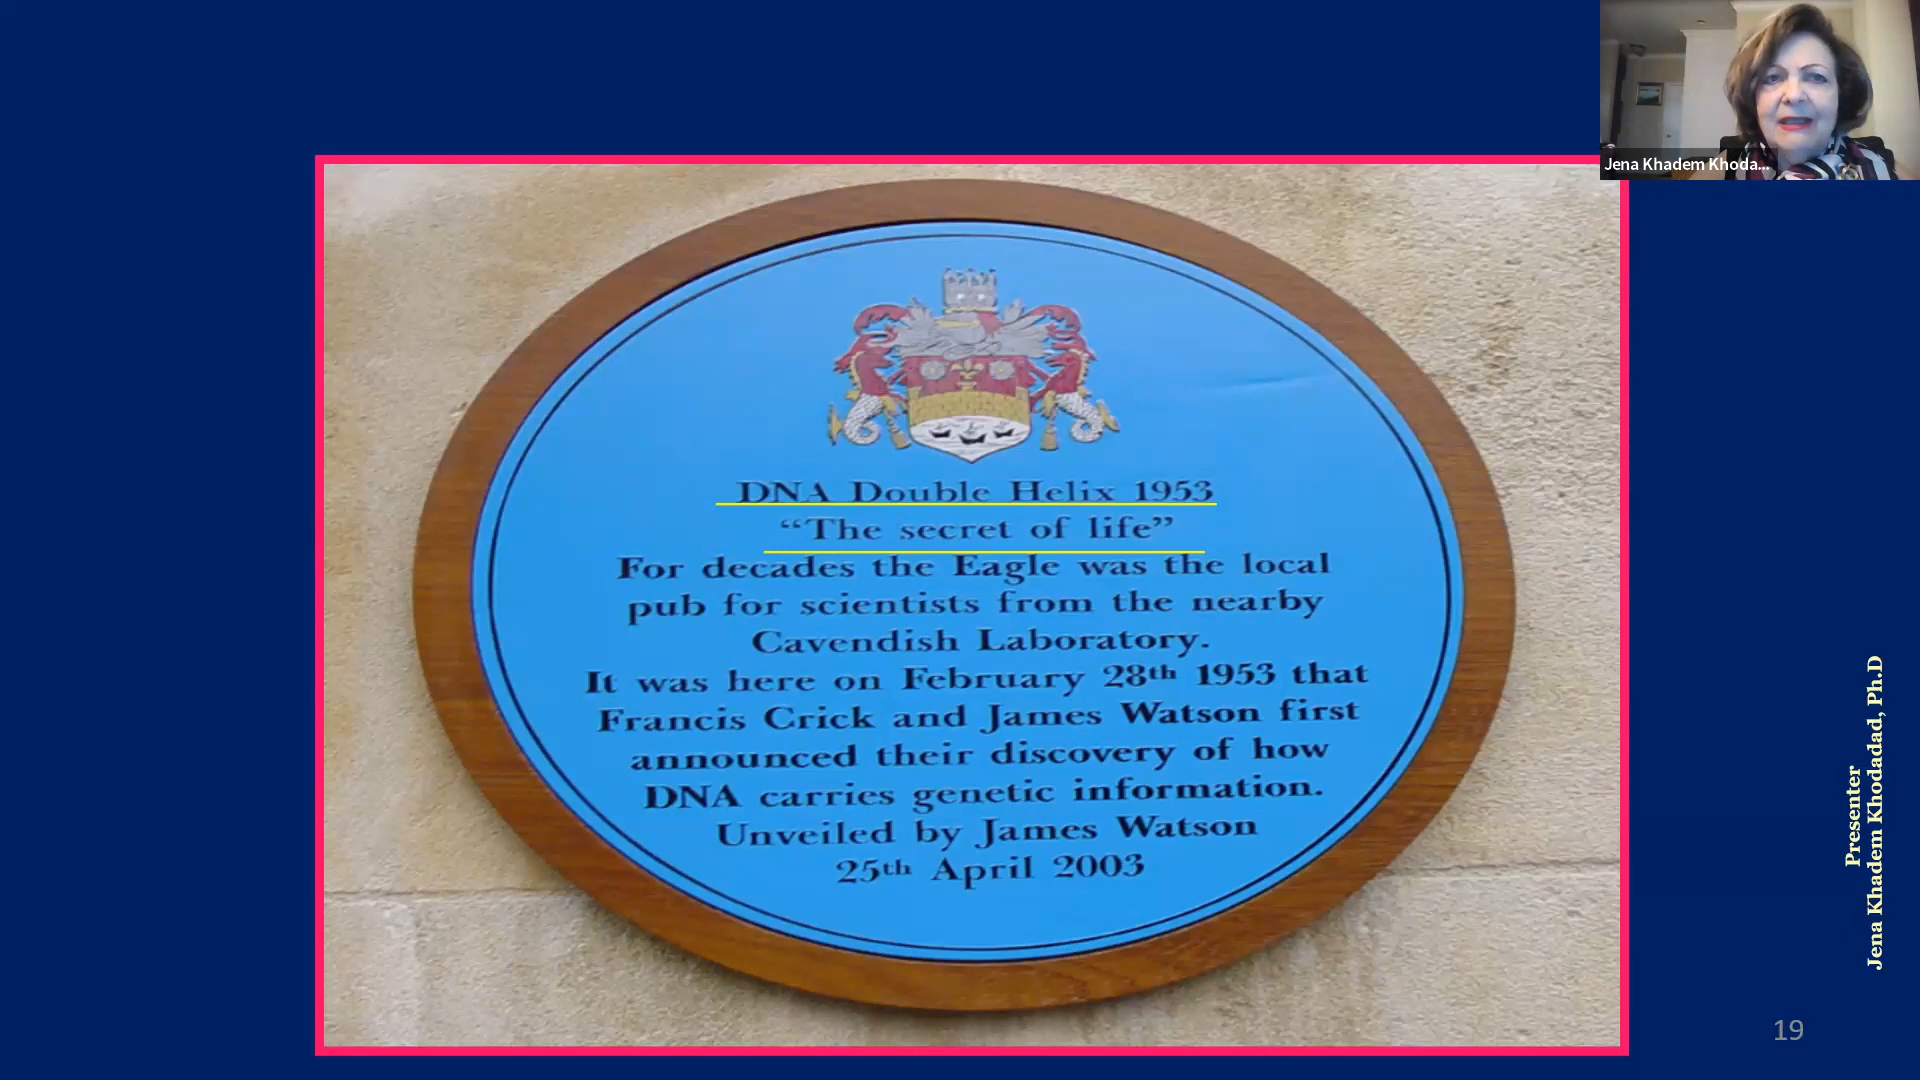 Jena Khadem Khoda...
DNA Double Helix 1953
“The secret of life”
For decades the Eagle was the local
pub for scientists from the nearby
Cavendish Laboratory.
It was here on February 28th 1953 that
Francis Crick and James Watson first
announced their discovery of how
DNA carries genetic information.
Unveiled by James Watson
25th April 2003
Presenter
Jena Khadem Khodadad, Ph.D
19